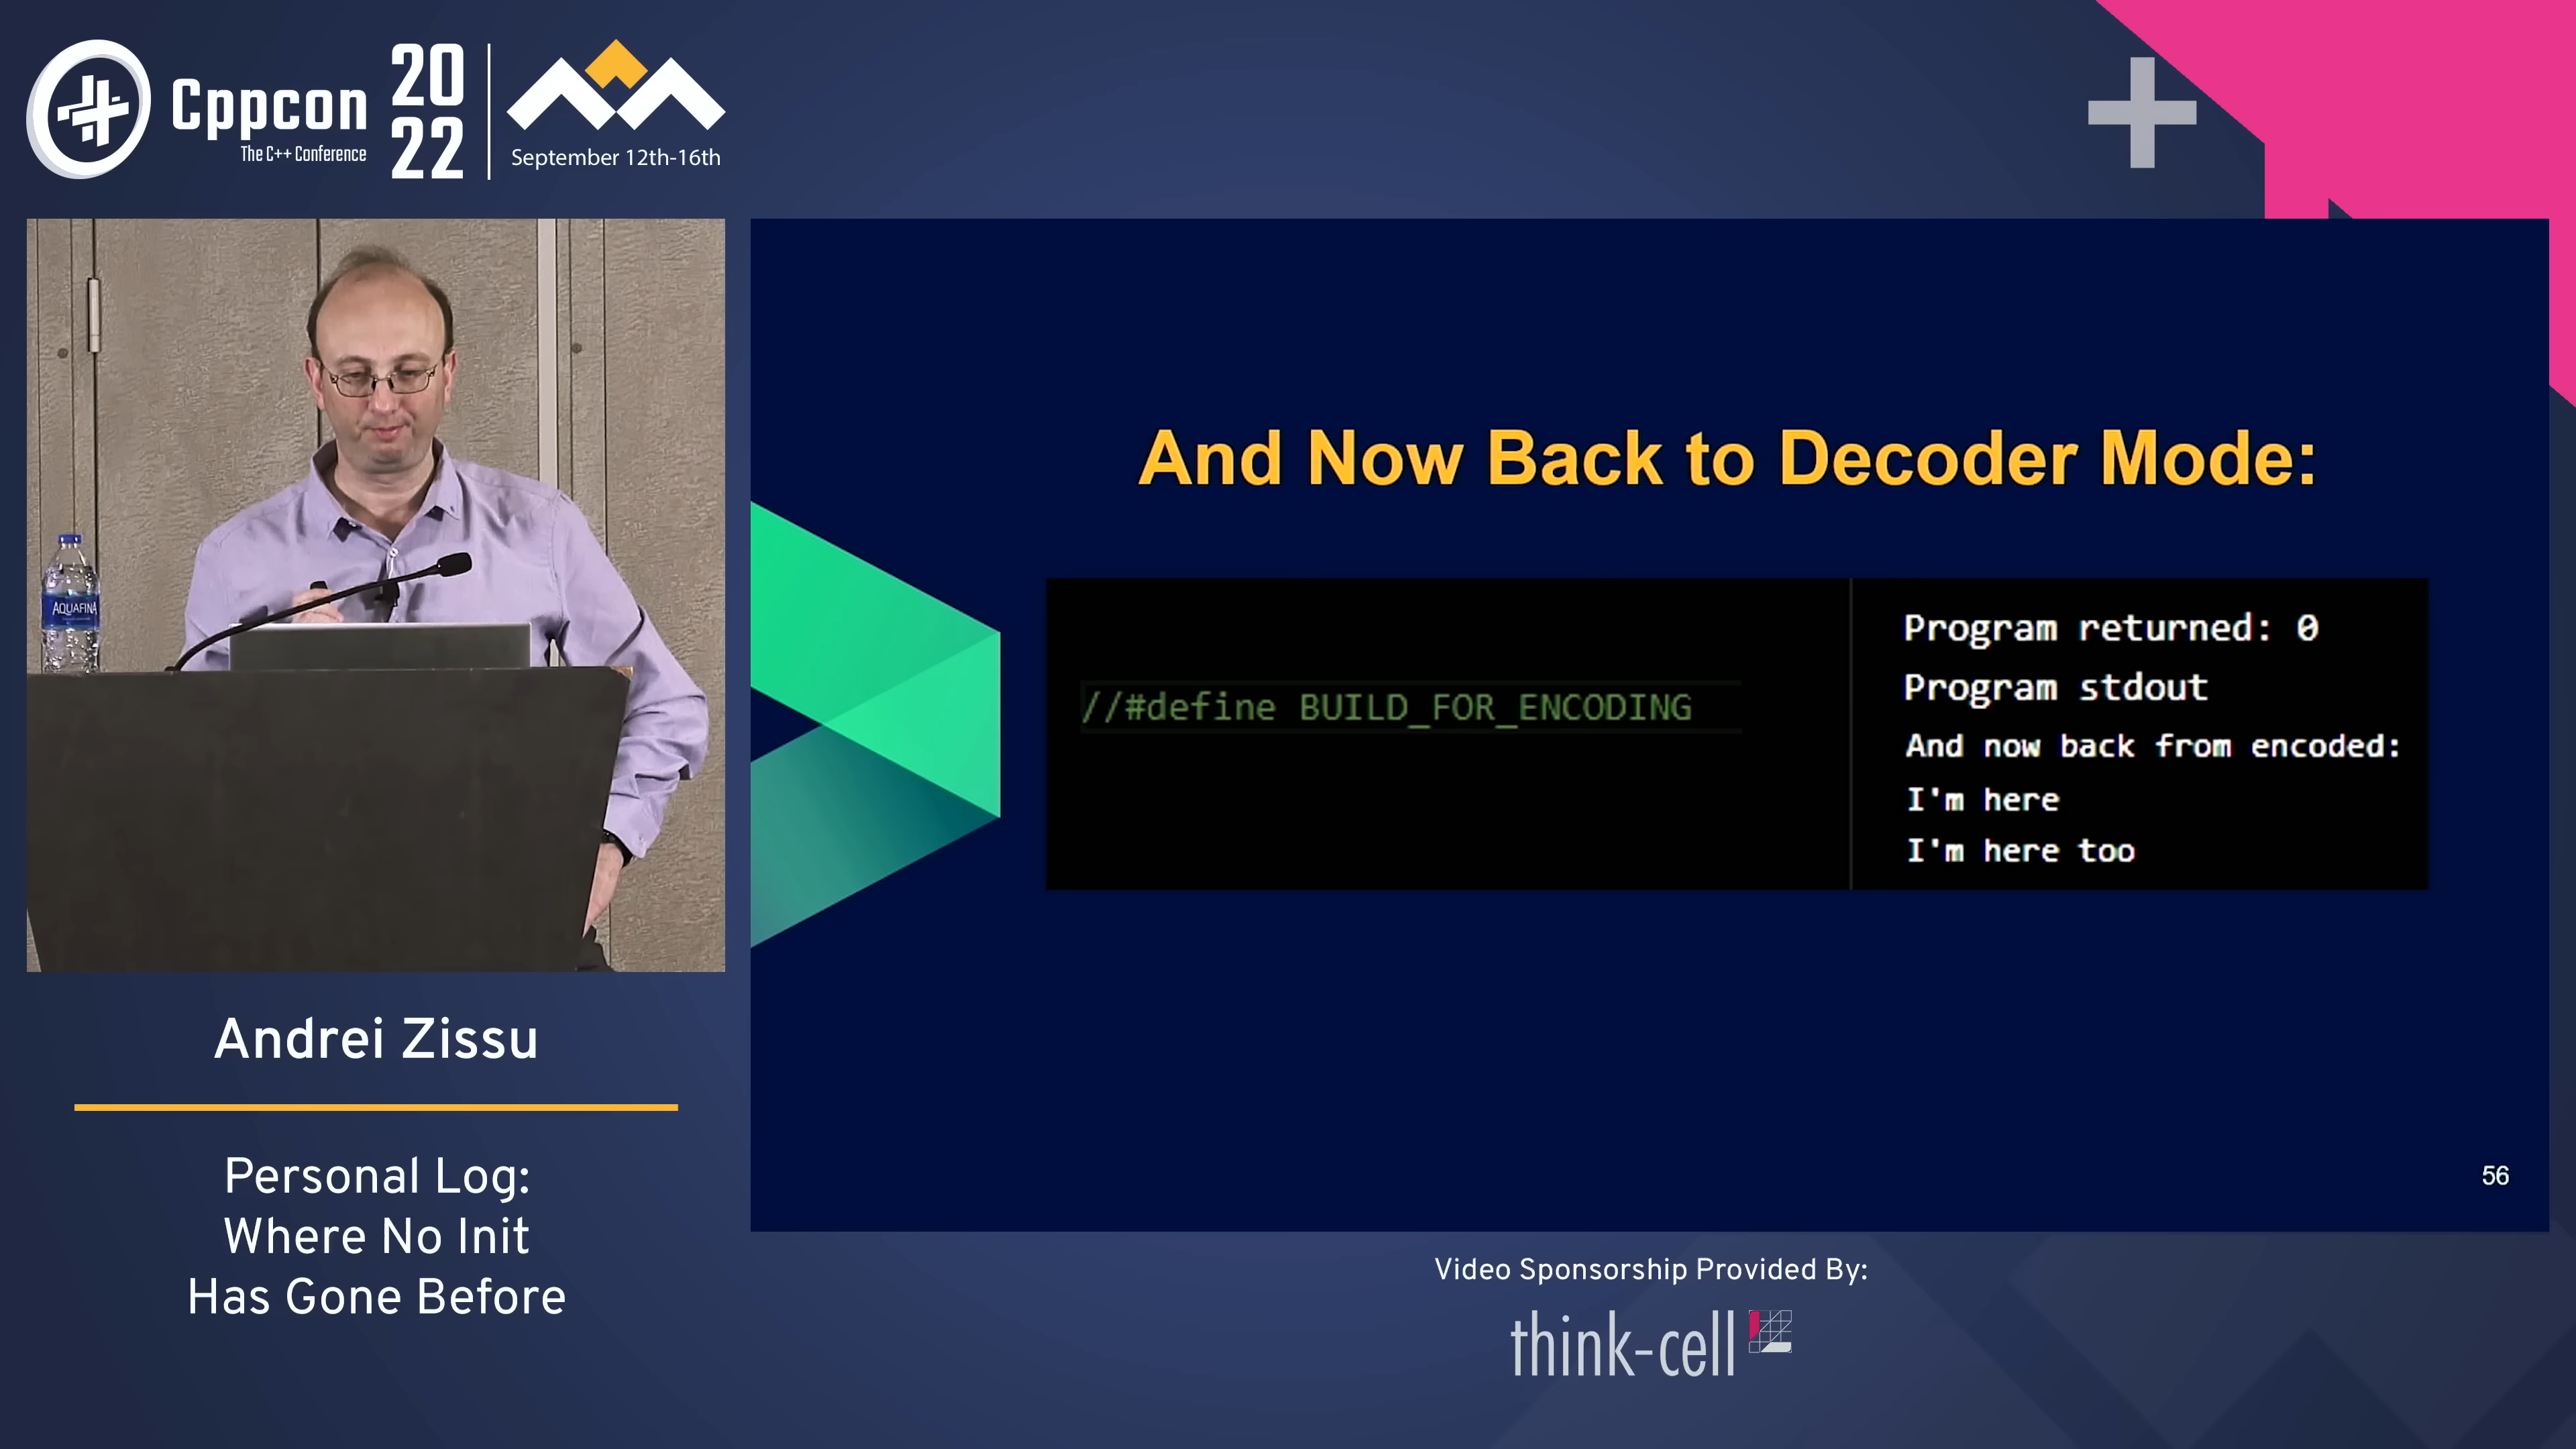 Cppcon
The C++ Conference
20
22
September 12th-16th
AQUAFINA
Andrei Zissu
Personal Log:
Where No Init
Has Gone Before
And Now Back to Decoder Mode:
//#define BUILD_FOR_ENCODING
Program returned: 0
Program stdout
And now back from encoded:
I'm here
I'm here too
56
Video Sponsorship Provided By:
think-cell